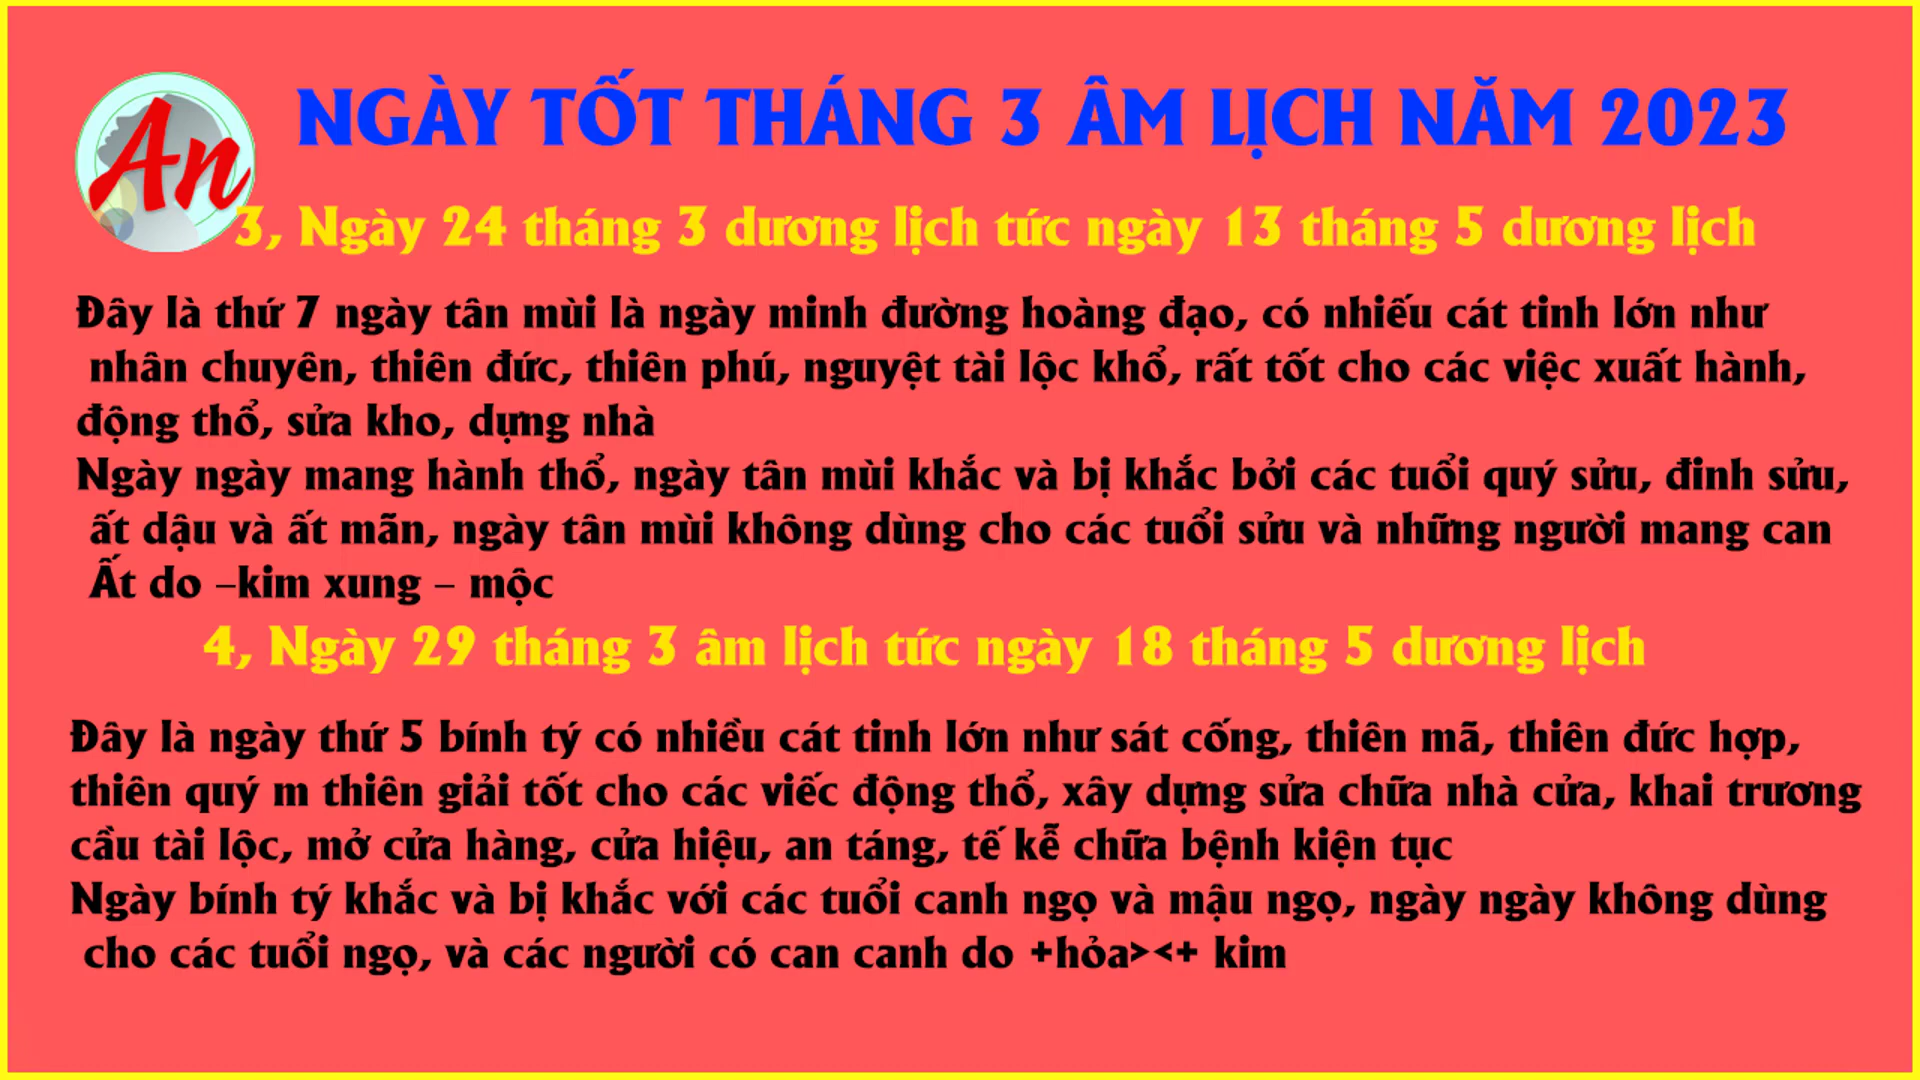 An
NGÀY TỐT THÁNG 3 ÂM LỊCH NĂM 2023
3, Ngày 24 tháng 3 dương lịch tức ngày 13 tháng 5 dương lịch
Đây là thứ 7 ngày tân mùi là ngày minh đường hoàng đạo, có nhiếu cát tinh lớn như
nhân chuyên, thiên đức, thiên phú, nguyệt tài lộc khổ, rất tốt cho các việc xuất hành,
động thổ, sửa kho, dựng nhà
Ngày ngày mang hành thổ, ngày tân mùi khắc và bị khắc bởi các tuổi quý sửu, đinh sửu,
ất dậu và ất mãn, ngày tân mùi không dùng cho các tuổi sửu và những người mang can
Ất do –kim xung – mộc
4, Ngày 29 tháng 3 âm lịch tức ngày 18 tháng 5 dương lịch
Đây là ngày thứ 5 bính tý có nhiều cát tinh lớn như sát cống, thiên mã, thiên đức hợp,
thiên quý m thiên giải tốt cho các viếc động thổ, xây dựng sửa chữa nhà cửa, khai trương
cầu tài lộc, mở cửa hàng, cửa hiệu, an táng, tế kễ chữa bệnh kiện tục
Ngày bính tý khắc và bị khắc với các tuổi canh ngọ và mậu ngọ, ngày ngày không dùng
cho các tuổi ngọ, và các người có can canh do +hỏa><+ kim